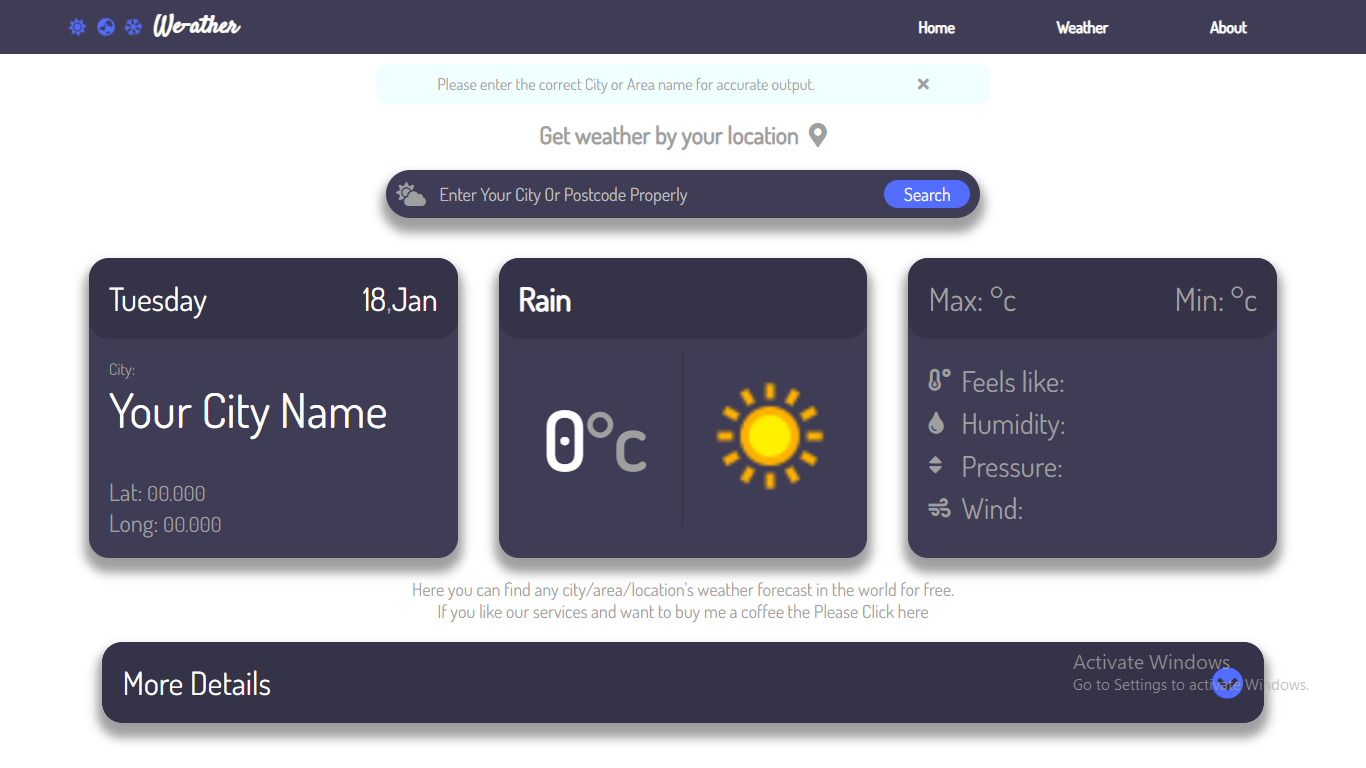 We-ather
Home Weather About
Please enter the correct City or Area name for accurate output.
Get weather by your location
Enter Your City Or Postcode Properly
Search
Tuesday 18,Jan
City:
Your City Name
Lat: 00.000
Long: 00.000
Rain
0°c
Max: °c Min: °c
Feels like:
Humidity:
Pressure:
Wind:
Here you can find any city/area/location's weather forecast in the world for free.
If you like our services and want to buy me a coffee the Please Click here
More Details
Activate Windows
Go to Settings to activate Windows.